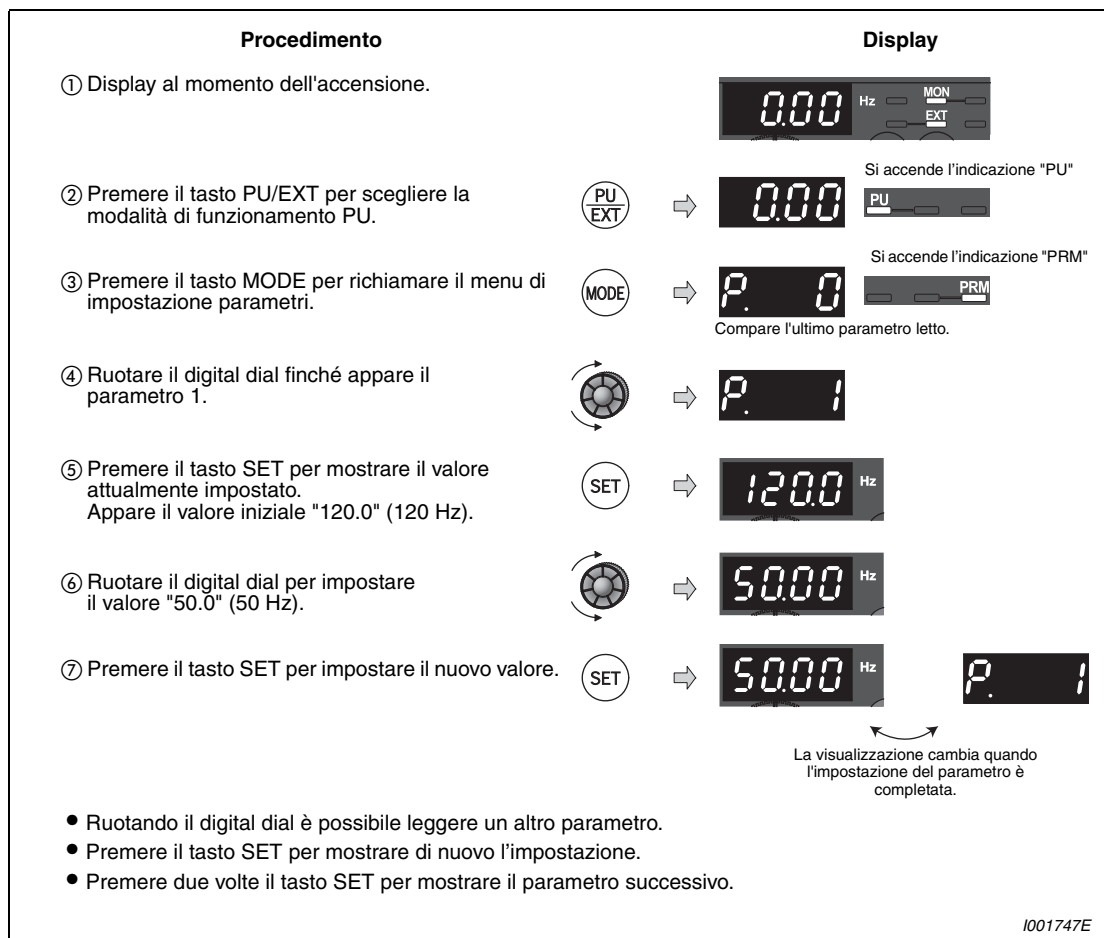 Procedimento
Display
① Display al momento dell'accensione.
0.00 Hz MON
EXT
② Premere il tasto PU/EXT per scegliere la
modalità di funzionamento PU.
PU
EXT
0.00
Si accende l'indicazione "PU"
PU
③ Premere il tasto MODE per richiamare il menu di
impostazione parametri.
MODE
P. 0
Si accende l'indicazione "PRM"
PRM
Compare l'ultimo parametro letto.
④ Ruotare il digital dial finché appare il
parametro 1.
P. 1
⑤ Premere il tasto SET per mostrare il valore
attualmente impostato.
Appare il valore iniziale "120.0" (120 Hz).
SET
120.0 Hz
⑥ Ruotare il digital dial per impostare
il valore "50.0" (50 Hz).
50.00 Hz
⑦ Premere il tasto SET per impostare il nuovo valore.
SET
50.00 Hz
P. 1
La visualizzazione cambia quando
l'impostazione del parametro è
completata.
● Ruotando il digital dial è possibile leggere un altro parametro.
● Premere il tasto SET per mostrare di nuovo l'impostazione.
● Premere due volte il tasto SET per mostrare il parametro successivo.
I001747E